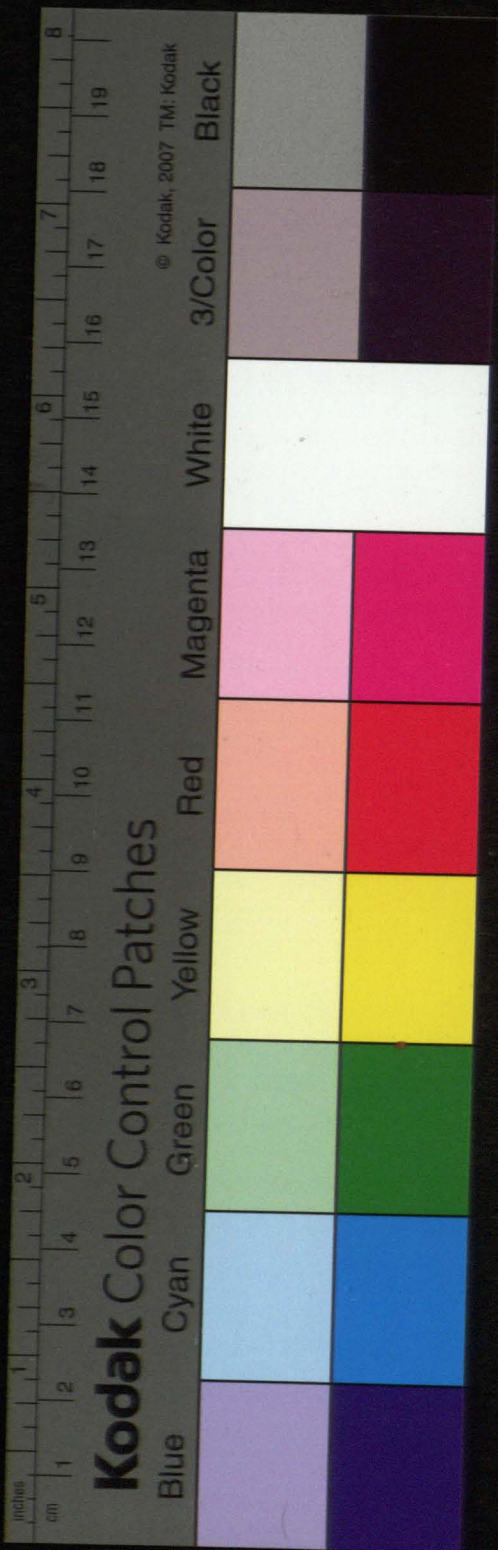 inches 1 2 3 4 5 6 7 8
cm 1 2 3 4 5 6 7 8 9 10 11 12 13 14 15 16 17 18 19
Kodak Color Control Patches
© Kodak, 2007 TM: Kodak
Blue Cyan Green Yellow Red Magenta White 3/Color Black